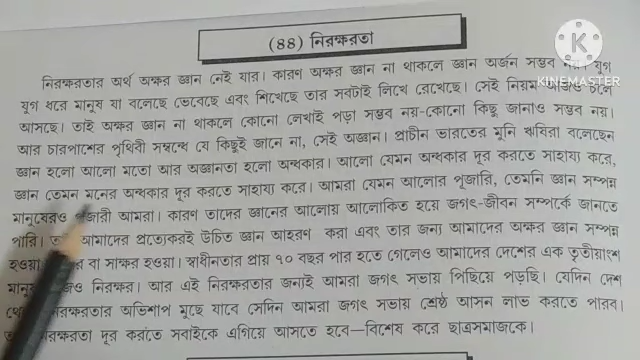 (44) নিরক্ষরতা
KINEMASTER
নিরক্ষরতার অর্থ অক্ষর জ্ঞান নেই যার। কারণ অক্ষর জ্ঞান না থাকলে জ্ঞান অর্জন সম্ভব নয়। যুগ
যুগ ধরে মানুষ যা বলেছে ভেবেছে এবং শিখেছে তার সবটাই লিখে রেখেছে। সেই নিয়ম আজও চলে
আসছে। তাই অক্ষর জ্ঞান না থাকলে কোনো লেখাই পড়া সম্ভব নয়-কোনো কিছু জানাও সম্ভব নয়।
আর চারপাশের পৃথিবী সম্বন্ধে যে কিছুই জানে না, সেই অজ্ঞান। প্রাচীন ভারতের মুনি ঋষিরা বলেছেন
জ্ঞান হলো আলো মতো আর অজ্ঞানতা হলো অন্ধকার। আলো যেমন অন্ধকার দূর করতে সাহায্য করে,
জ্ঞান তেমন মনের অন্ধকার দূর করতে সাহায্য করে। আমরা যেমন আলোর পূজারি, তেমনি জ্ঞান সম্পন্ন
মানুষেরও পূজারী আমরা। কারণ তাদের জ্ঞানের আলোয় আলোকিত হয়ে জগৎ-জীবন সম্পর্কে জানতে
পারি। আমাদের প্রত্যেকরই উচিত জ্ঞান আহরণ করা এবং তার জন্য আমাদের অক্ষর জ্ঞান সম্পন্ন
হওয়া বা সাক্ষর হওয়া। স্বাধীনতার প্রায় ৭০ বছর পার হতে গেলেও আমাদের দেশের এক তৃতীয়াংশ
নিরক্ষর। আর এই নিরক্ষরতার জন্যই আমরা জগৎ সভায় পিছিয়ে পড়ছি। যেদিন দেশ
নিরক্ষরতার অভিশাপ মুছে যাবে সেদিন আমরা জগৎ সভায় শ্রেষ্ঠ আসন লাভ করতে পারব।
নিরক্ষরতা দূর করতে সবাইকে এগিয়ে আসতে হবে—বিশেষ করে ছাত্রসমাজকে।